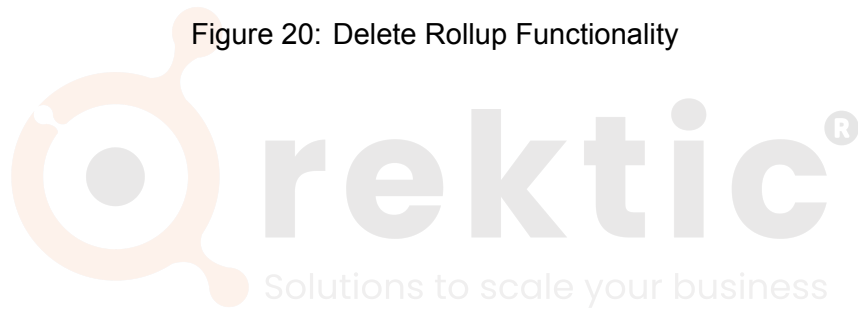 Figure 20: Delete Rollup Functionality
rektic®
Solutions to scale your business